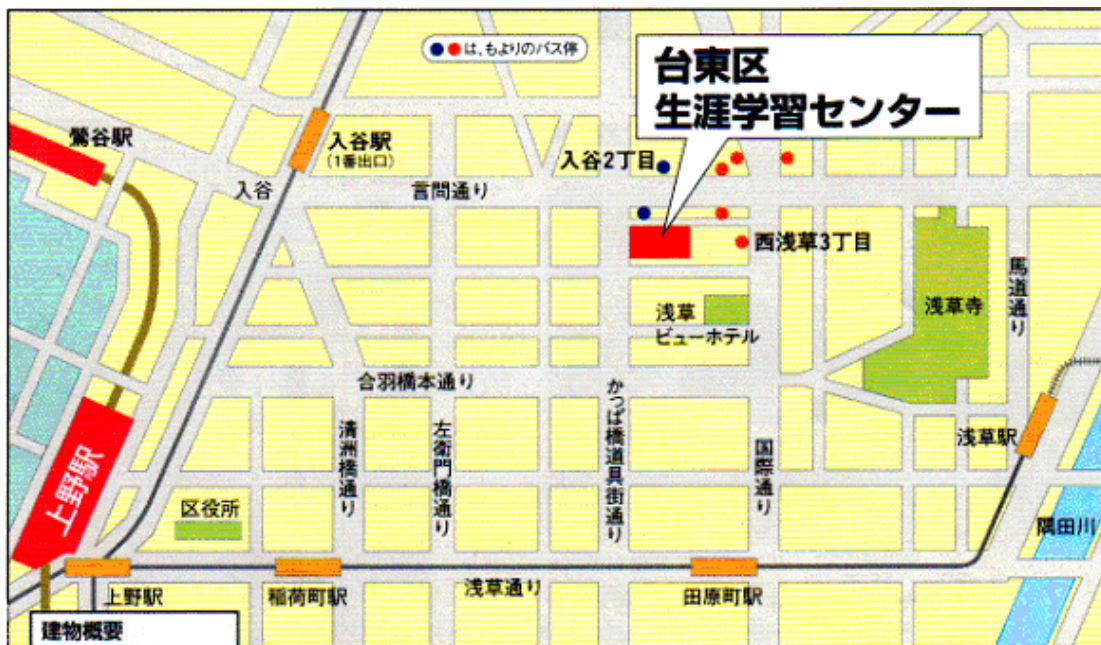 ●●は、もよりのバス停
台東区
生涯学習センター
鶯谷駅
入谷駅
(1番出口)
入谷2丁目
入谷
言問通り
西浅草3丁目
馬道通り
浅草寺
浅草
ビューホテル
合羽橋本通り
かっぱ橋道具街通り
清洲橋通り
左衛門橋通り
国際通り
浅草駅
上野駅
区役所
隅田川
上野駅
稲荷町駅
浅草通り
田原町駅
建物概要